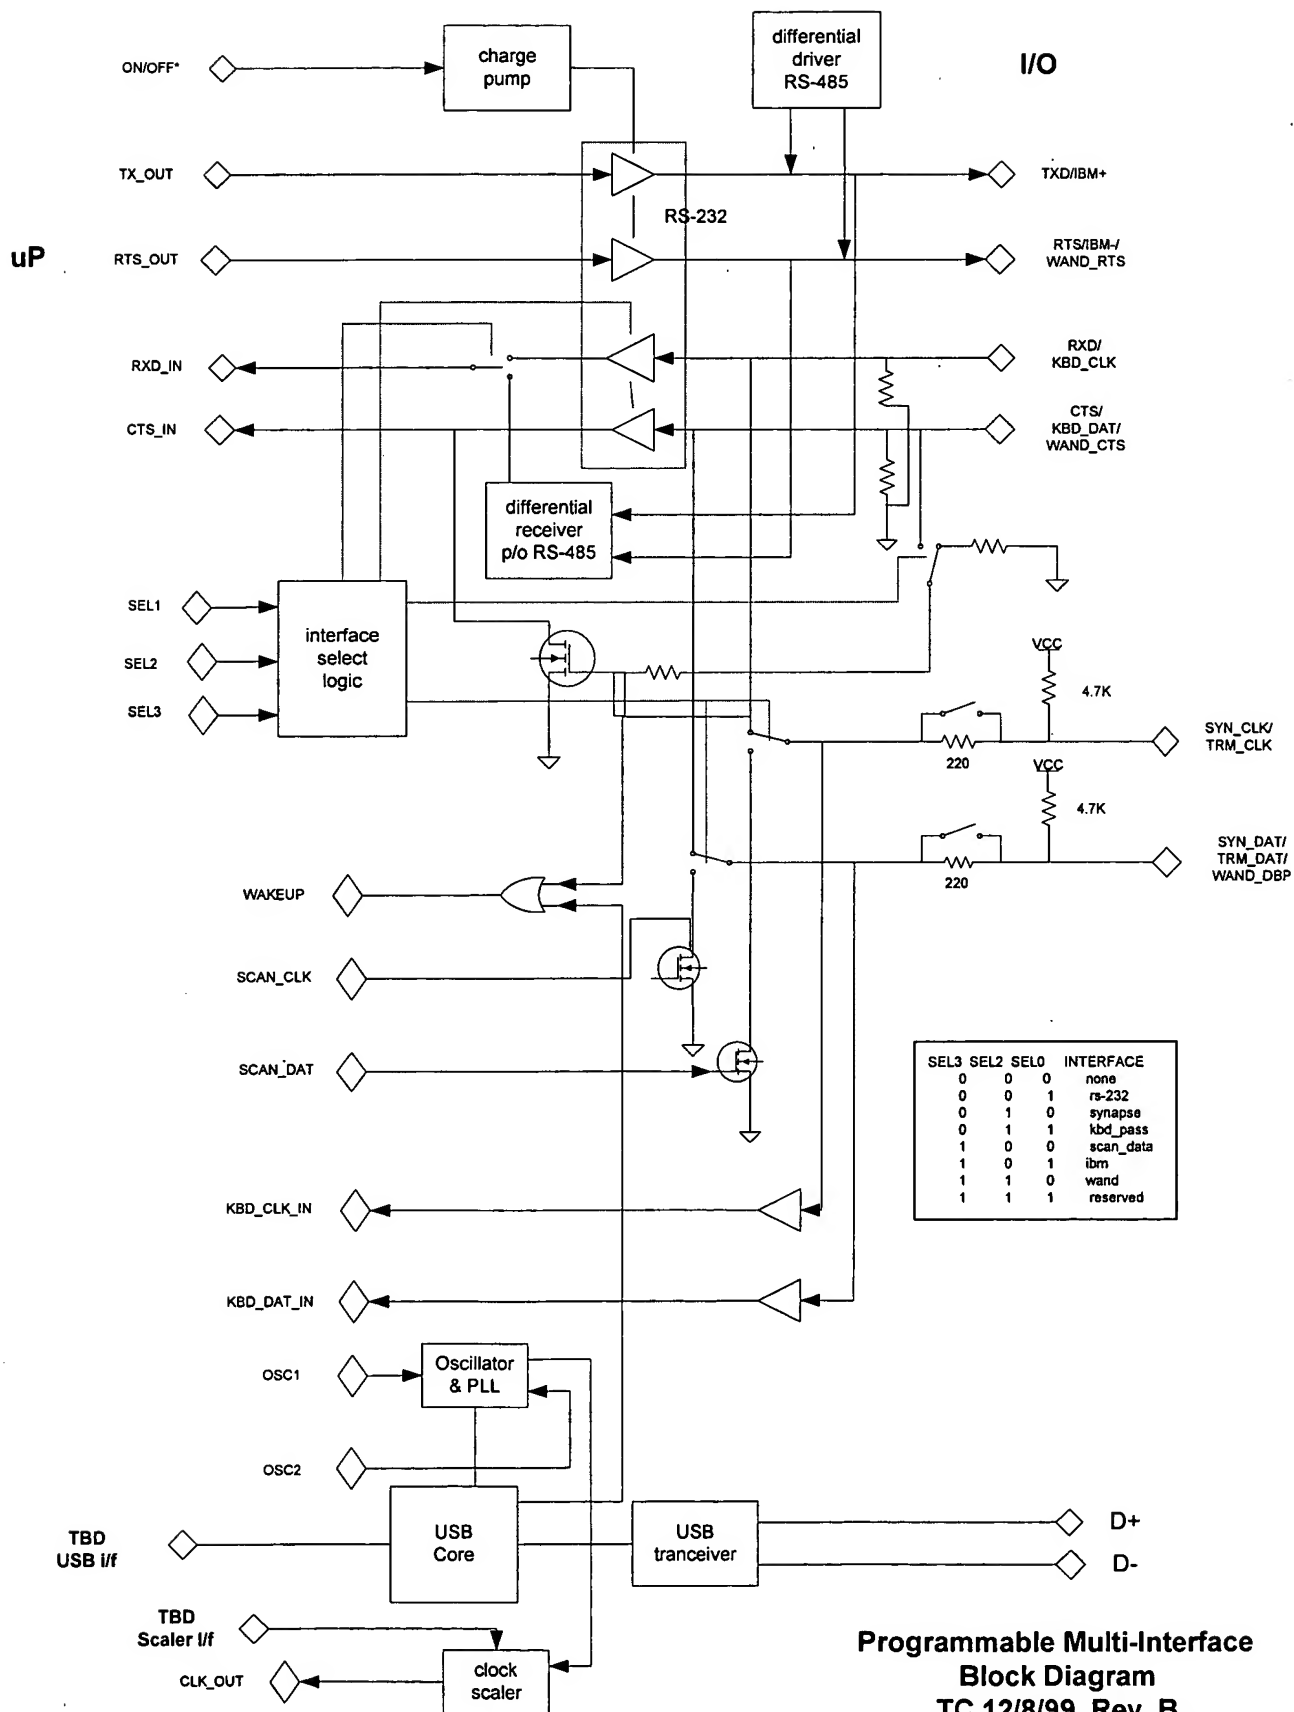 ON/OFF*
charge
pump
differential
driver
RS-485
I/O
TX_OUT
TXD/IBM+
RS-232
uP
RTS_OUT
RTS/IBM-/
WAND_RTS
RXD_IN
RXD/
KBD_CLK
CTS_IN
CTS/
KBD_DAT/
WAND_CTS
differential
receiver
p/o RS-485
SEL1
SEL2
SEL3
interface
select
logic
VCC
4.7K
220
SYN_CLK/
TRM_CLK
VCC
4.7K
220
SYN_DAT/
TRM_DAT/
WAND_DBP
WAKEUP
SCAN_CLK
SCAN_DAT
SEL3 SEL2 SEL0 INTERFACE
0 0 0 none
0 0 1 rs-232
0 1 0 synapse
0 1 1 kbd_pass
1 0 0 scan_data
1 0 1 ibm
1 1 0 wand
1 1 1 reserved
KBD_CLK_IN
KBD_DAT_IN
OSC1
Oscillator
& PLL
OSC2
TBD
USB i/f
USB
Core
USB
tranceiver
D+
D-
TBD
Scaler I/f
CLK_OUT
clock
scaler
Programmable Multi-Interface
Block Diagram
TC 12/8/99 Rev. B